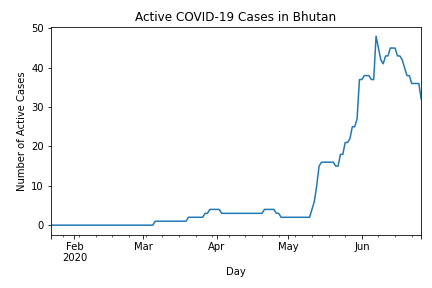 Active COVID-19 Cases in Bhutan
50
40
30
20
10
0
Number of Active Cases
Feb
2020
Mar
Apr
May
Jun
Day